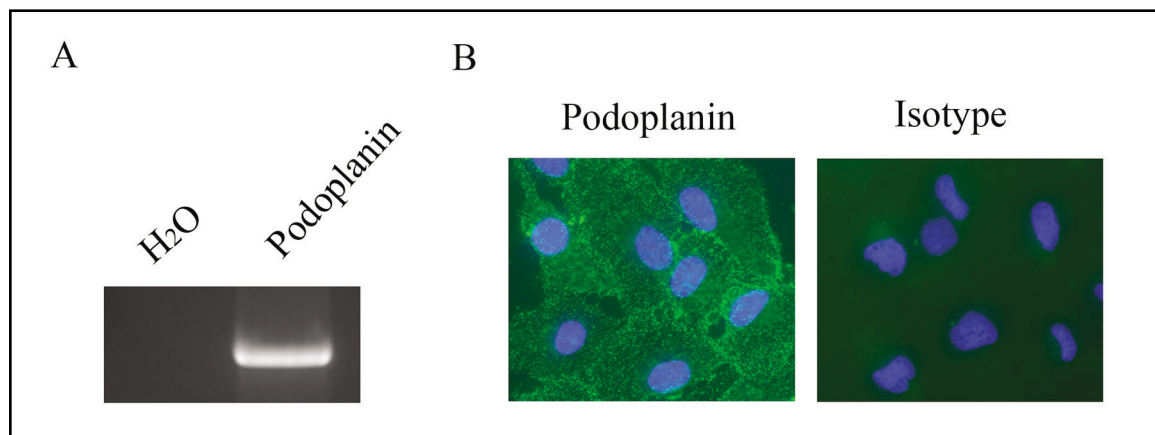 A
H₂O
Podoplanin
B
Podoplanin
Isotype